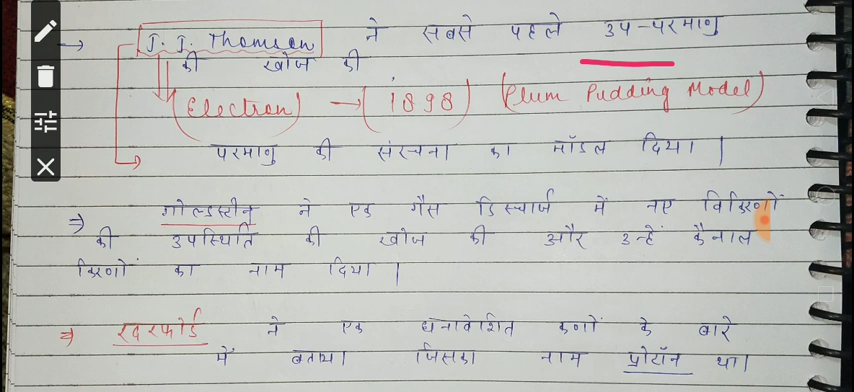 → J. J. Thomson ने सबसे पहले उप-परमाणु
की खोज की
(Electron) → (1898) (Plum Pudding Model)
परमाणु की संरचना का मॉडल दिया।
⇒ गोल्डस्टीन ने एक गैस डिस्चार्ज में नए विकिरणों
की उपस्थिति की खोज की और उन्हें कैनाल
किरणों का नाम दिया।
⇒ रदरफोर्ड ने एक धनावेशित कणों के बारे
में बताया जिसका नाम प्रोटॉन था।